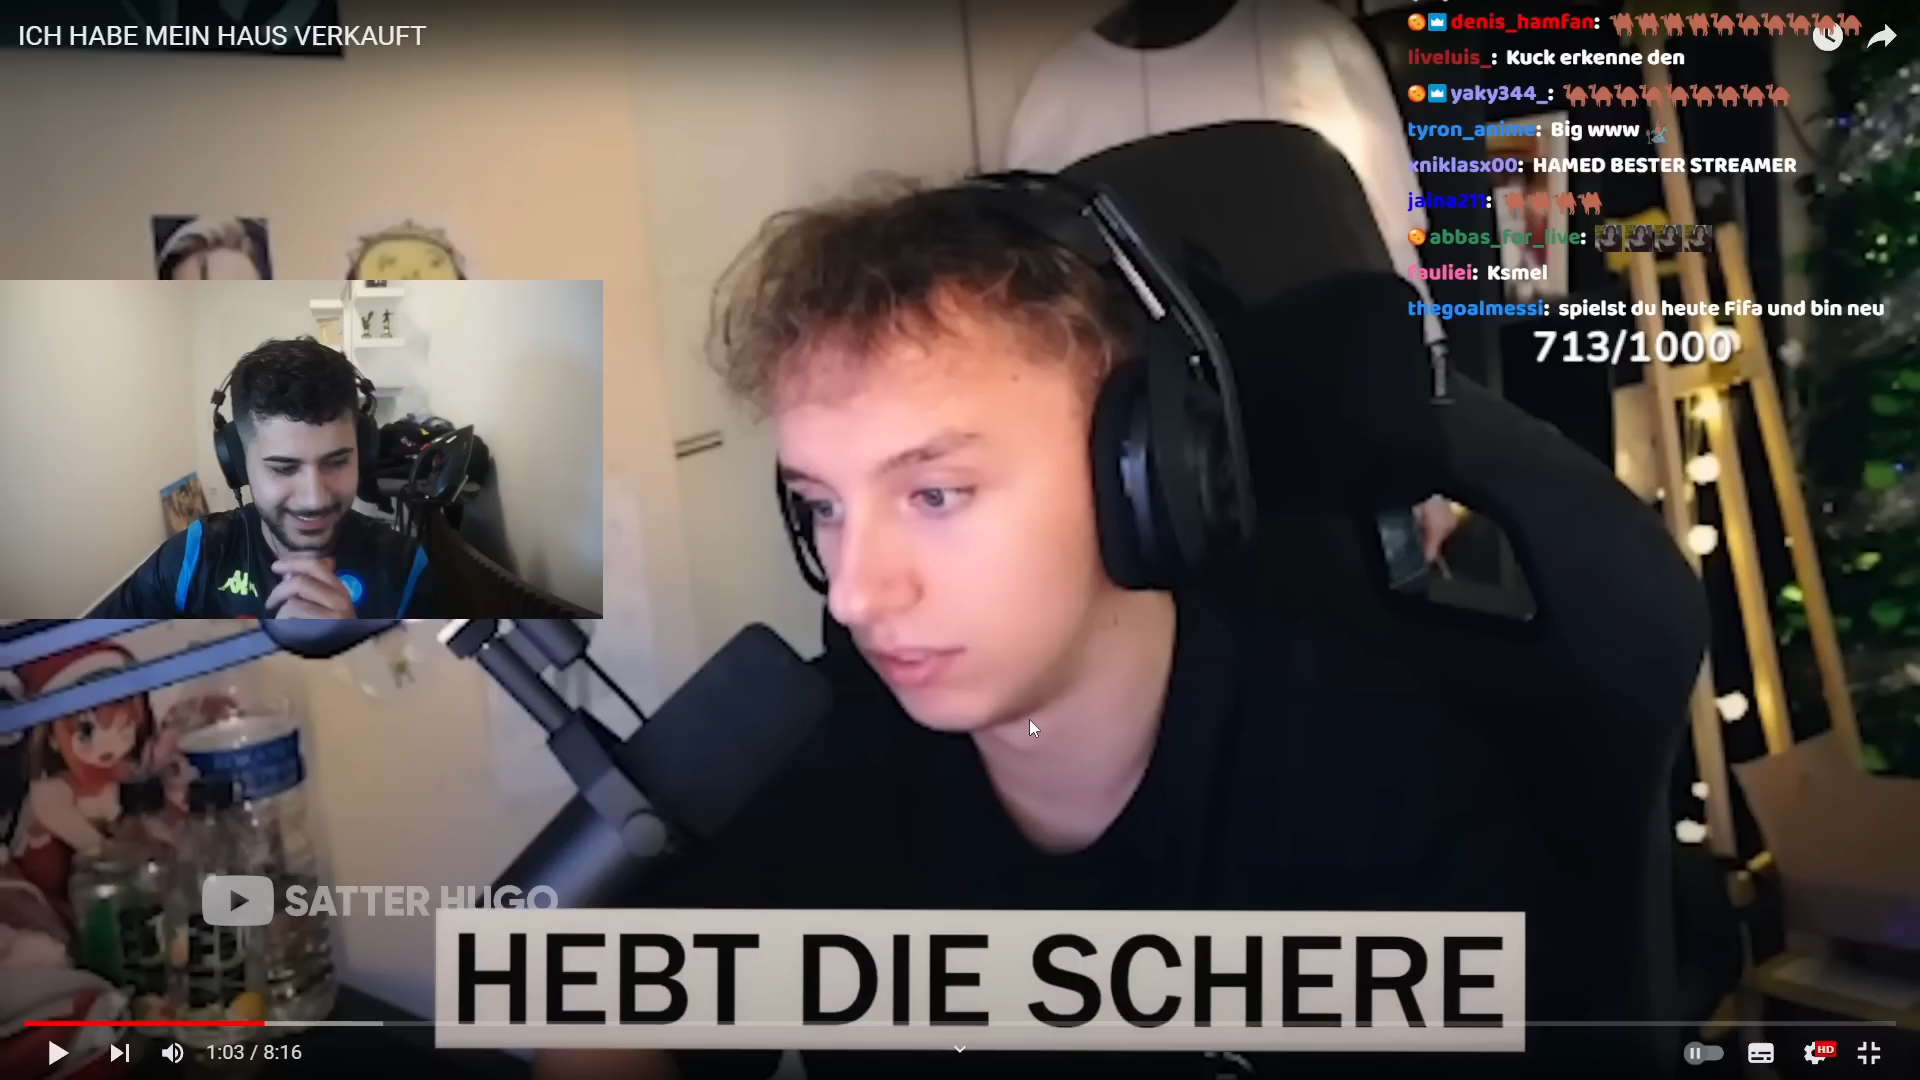 ICH HABE MEIN HAUS VERKAUFT
denis_hamfan:
liveluis_: Kuck erkenne den
yaky344_:
tyron_anime: Big www
xniklasx00: HAMED BESTER STREAMER
jaina211:
abbas_for_live:
fauliei: Ksmel
thegoalmessi: spielst du heute Fifa und bin neu
713/1000
SATTER HUGO
HEBT DIE SCHERE
1:03 / 8:16
HD